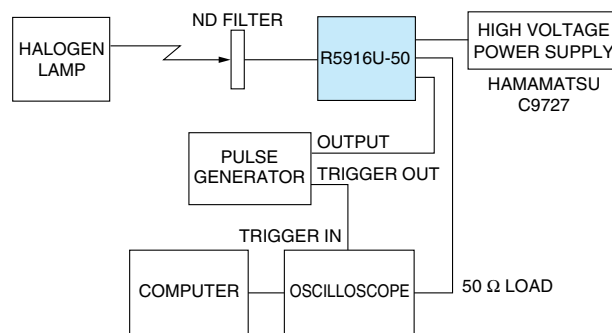 ND FILTER
HALOGEN
LAMP
R5916U-50
HIGH VOLTAGE
POWER SUPPLY
HAMAMATSU
C9727
OUTPUT
PULSE
GENERATOR
TRIGGER OUT
TRIGGER IN
COMPUTER
OSCILLOSCOPE
50 Ω LOAD